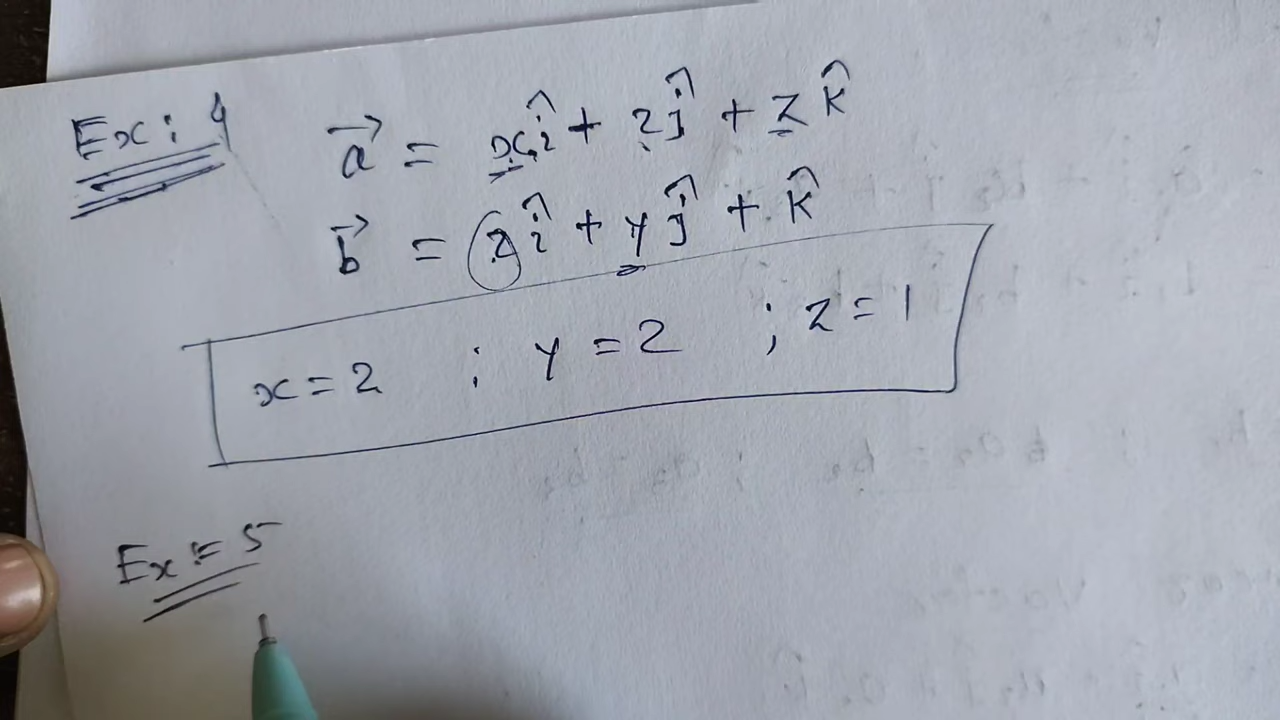 Ex: 4
a⃗ = xî + 2ĵ + zk̂
b⃗ = 2î + yĵ + k̂
x = 2 ; y = 2 ; z = 1
Ex:- 5